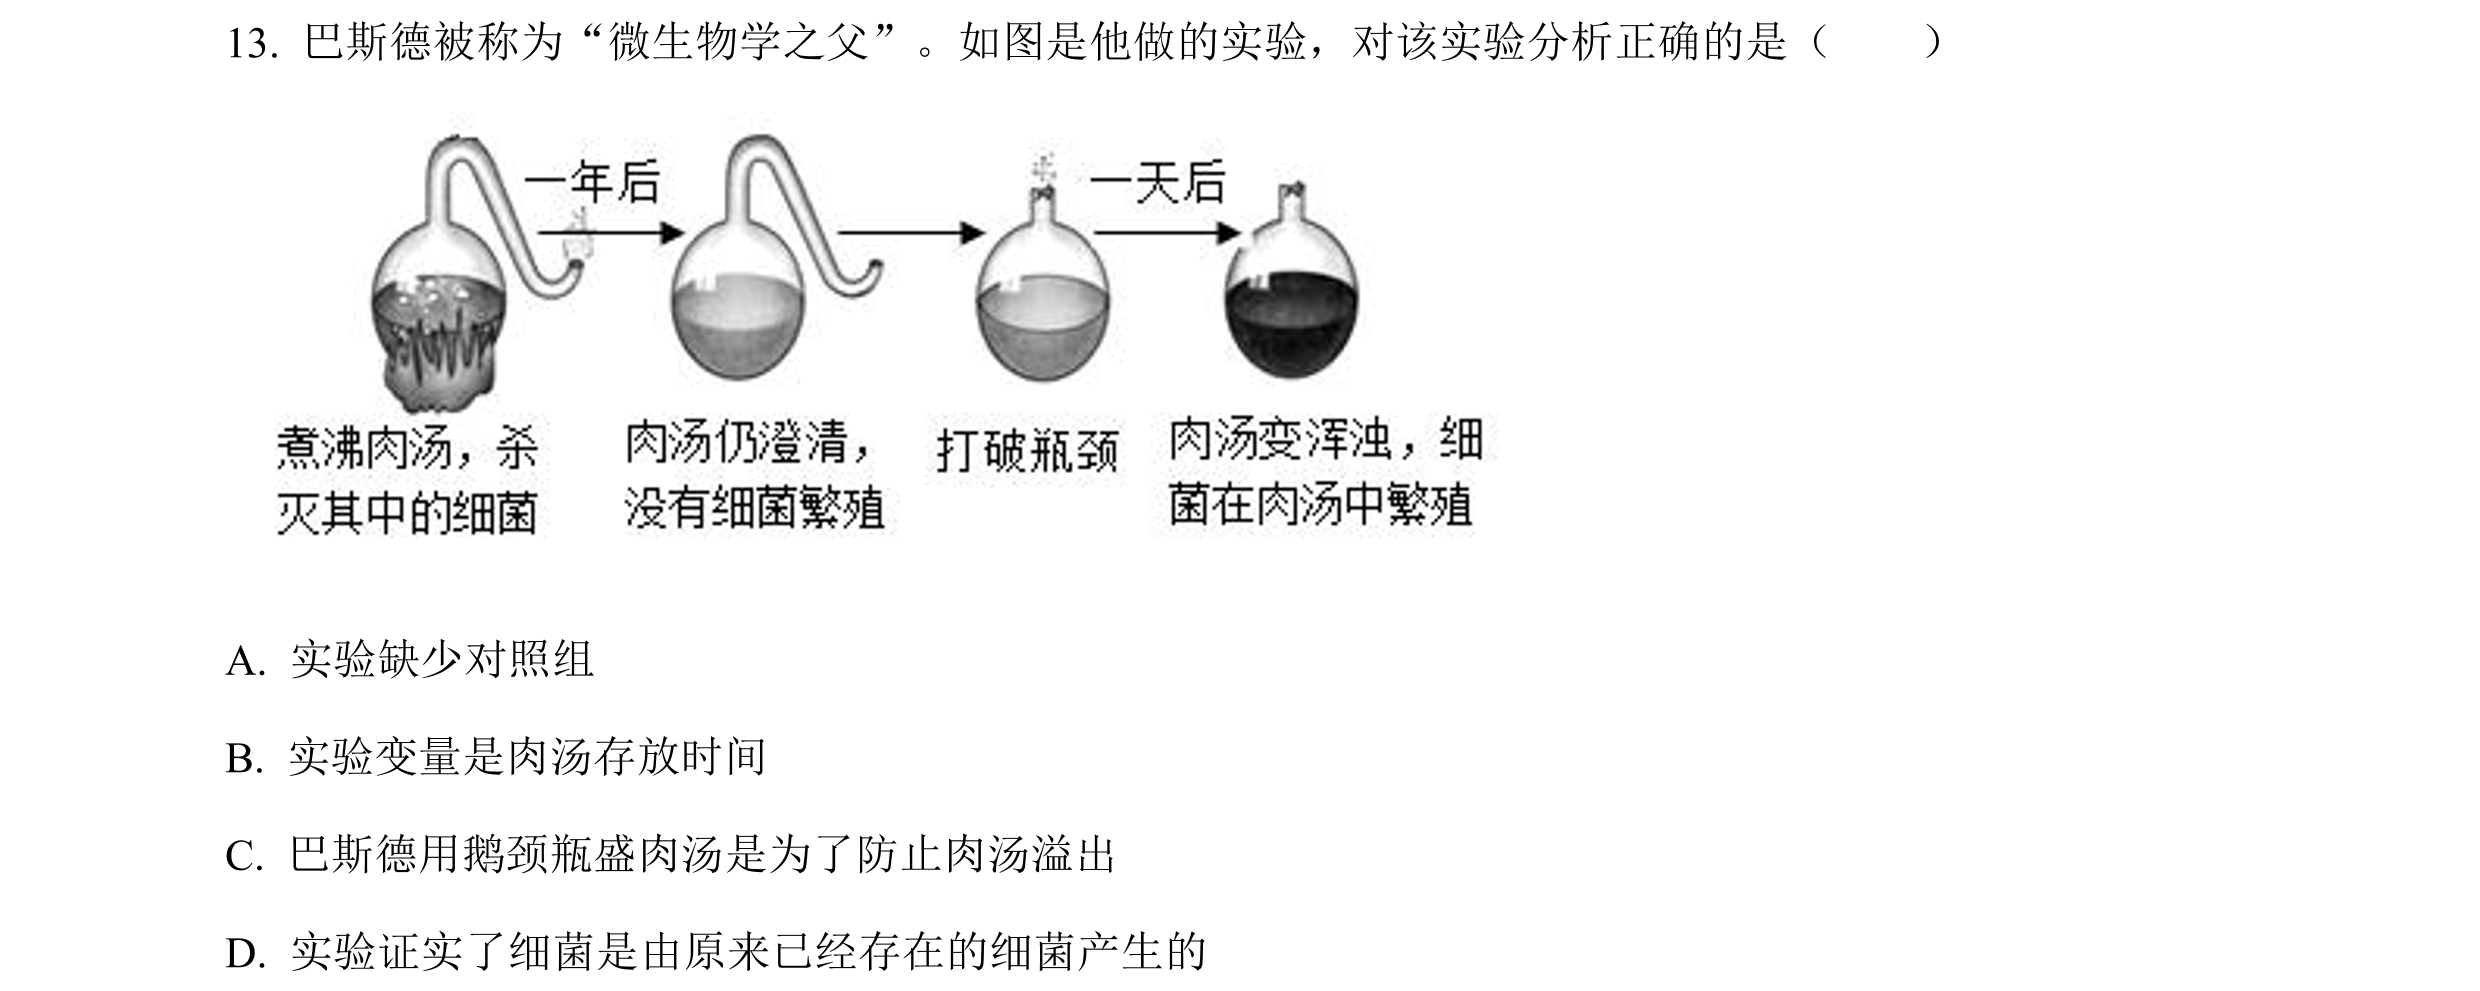 13. 巴斯德被称为“微生物学之父”。如图是他做的实验，对该实验分析正确的是（　　）
一年后
一天后
煮沸肉汤，杀
灭其中的细菌
肉汤仍澄清，
没有细菌繁殖
打破瓶颈
肉汤变浑浊，细
菌在肉汤中繁殖
A. 实验缺少对照组
B. 实验变量是肉汤存放时间
C. 巴斯德用鹅颈瓶盛肉汤是为了防止肉汤溢出
D. 实验证实了细菌是由原来已经存在的细菌产生的